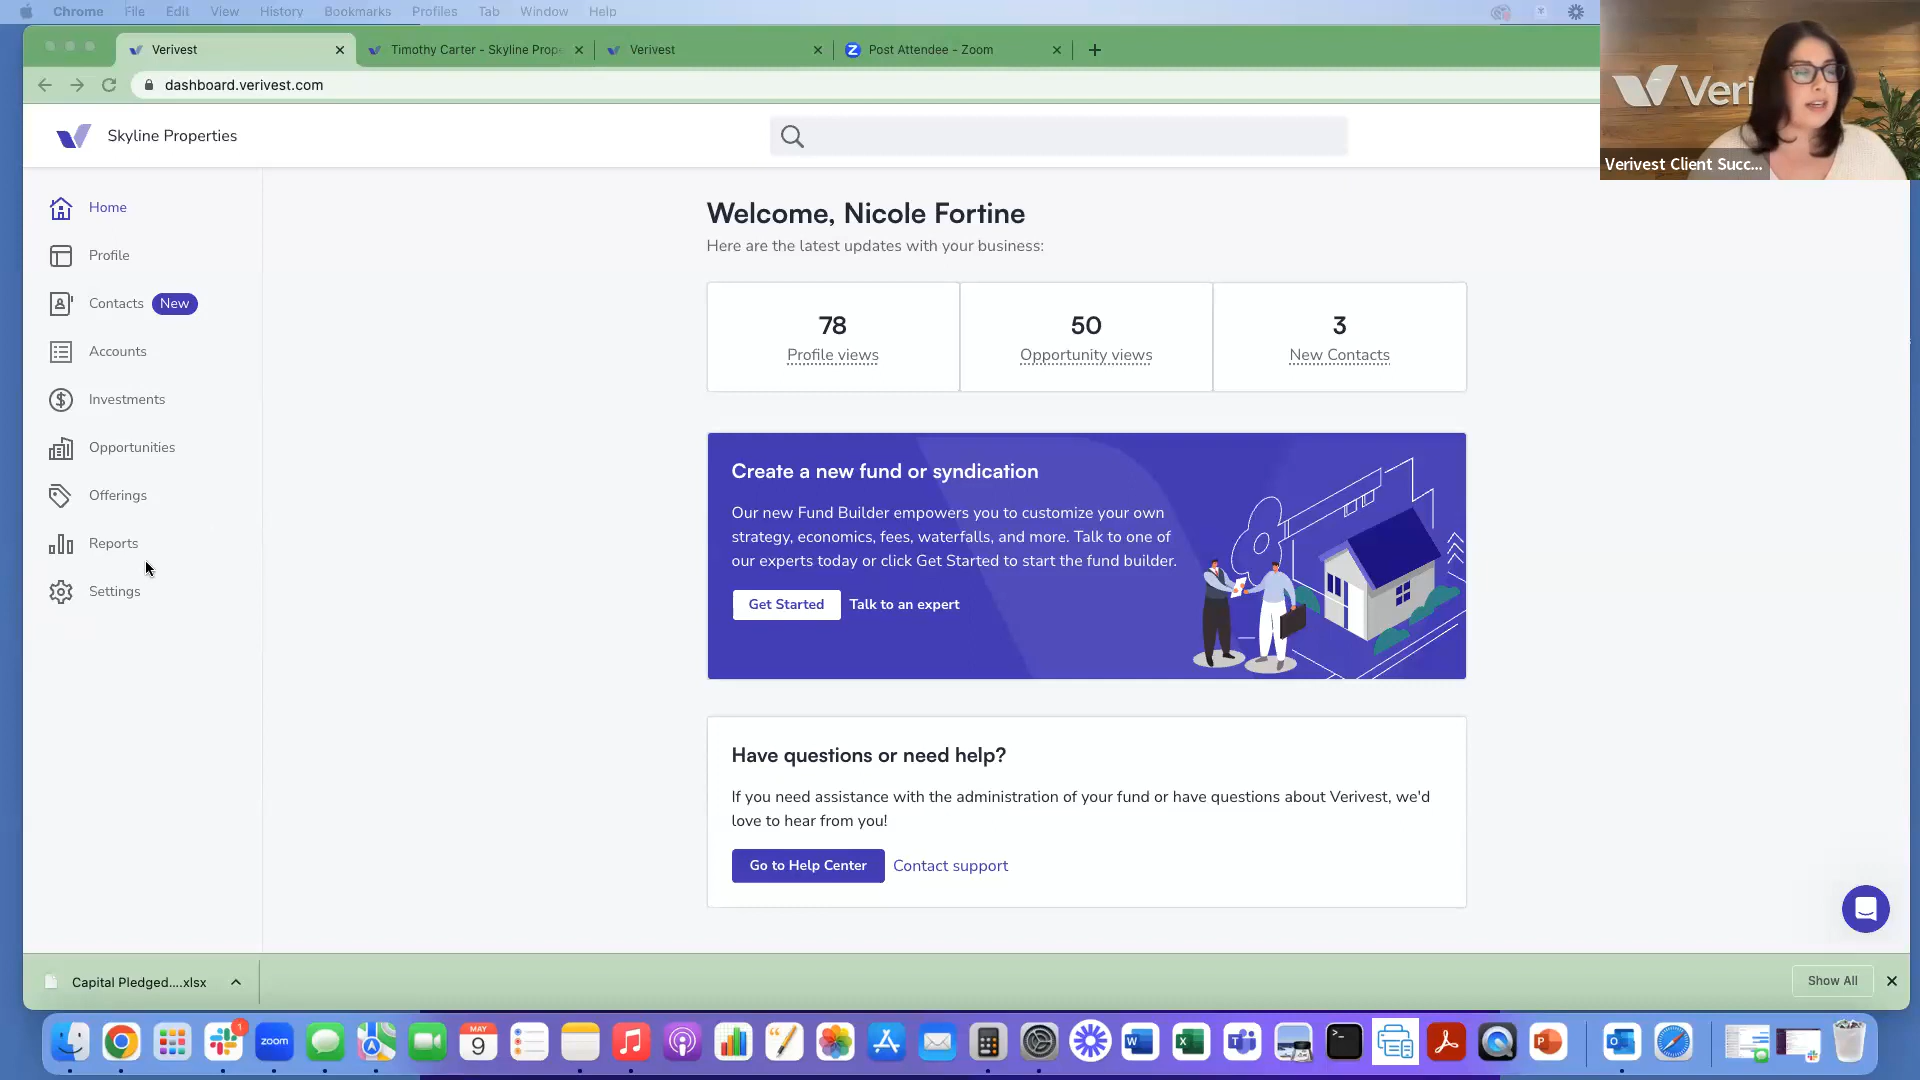 Chrome File Edit View History Bookmarks Profiles Tab Window Help
Verivest
Timothy Carter - Skyline Prope
Verivest
Post Attendee - Zoom
dashboard.verivest.com
Veri
Verivest Client Succ...
Skyline Properties
Home
Profile
Contacts New
Accounts
Investments
Opportunities
Offerings
Reports
Settings
Welcome, Nicole Fortine
Here are the latest updates with your business:
78
Profile views
50
Opportunity views
3
New Contacts
Create a new fund or syndication
Our new Fund Builder empowers you to customize your own
strategy, economics, fees, waterfalls, and more. Talk to one of
our experts today or click Get Started to start the fund builder.
Get Started Talk to an expert
Have questions or need help?
If you need assistance with the administration of your fund or have questions about Verivest, we'd
love to hear from you!
Go to Help Center Contact support
Capital Pledged....xlsx
Show All
1
zoom
MAY
9